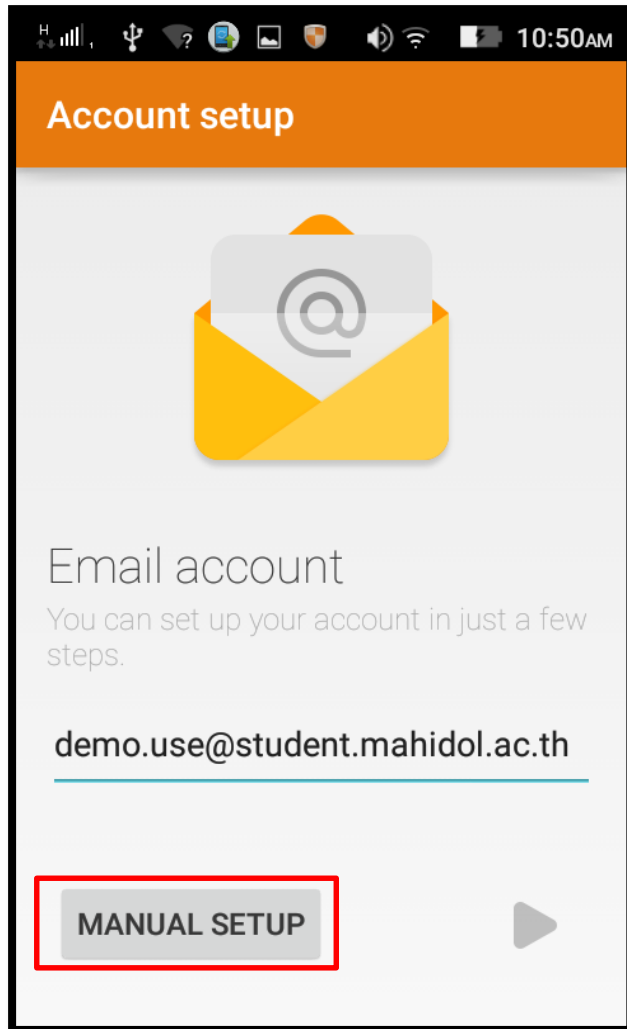 H 10:50AM
Account setup
@
Email account
You can set up your account in just a few
steps.
demo.use@student.mahidol.ac.th
MANUAL SETUP